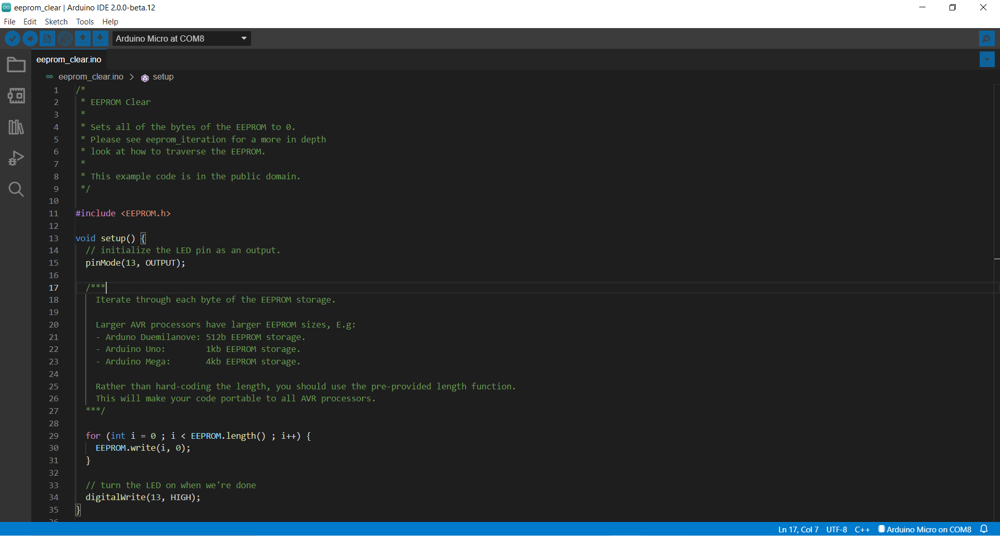 eeprom_clear | Arduino IDE 2.0.0-beta.12
File Edit Sketch Tools Help
Arduino Micro at COM8
eeprom_clear.ino
eeprom_clear.ino > setup
1 /*
2  * EEPROM Clear
3  *
4  * Sets all of the bytes of the EEPROM to 0.
5  * Please see eeprom_iteration for a more in depth
6  * look at how to traverse the EEPROM.
7  *
8  * This example code is in the public domain.
9  */
10
11 #include <EEPROM.h>
12
13 void setup() {
14   // initialize the LED pin as an output.
15   pinMode(13, OUTPUT);
16
17   /***
18     Iterate through each byte of the EEPROM storage.
19
20     Larger AVR processors have larger EEPROM sizes, E.g:
21     - Arduno Duemilanove: 512b EEPROM storage.
22     - Arduino Uno:        1kb EEPROM storage.
23     - Arduino Mega:       4kb EEPROM storage.
24
25     Rather than hard-coding the length, you should use the pre-provided length function.
26     This will make your code portable to all AVR processors.
27   ***/
28
29   for (int i = 0 ; i < EEPROM.length() ; i++) {
30     EEPROM.write(i, 0);
31   }
32
33   // turn the LED on when we're done
34   digitalWrite(13, HIGH);
35 }
36
Ln 17, Col 7 UTF-8 C++ Arduino Micro on COM8